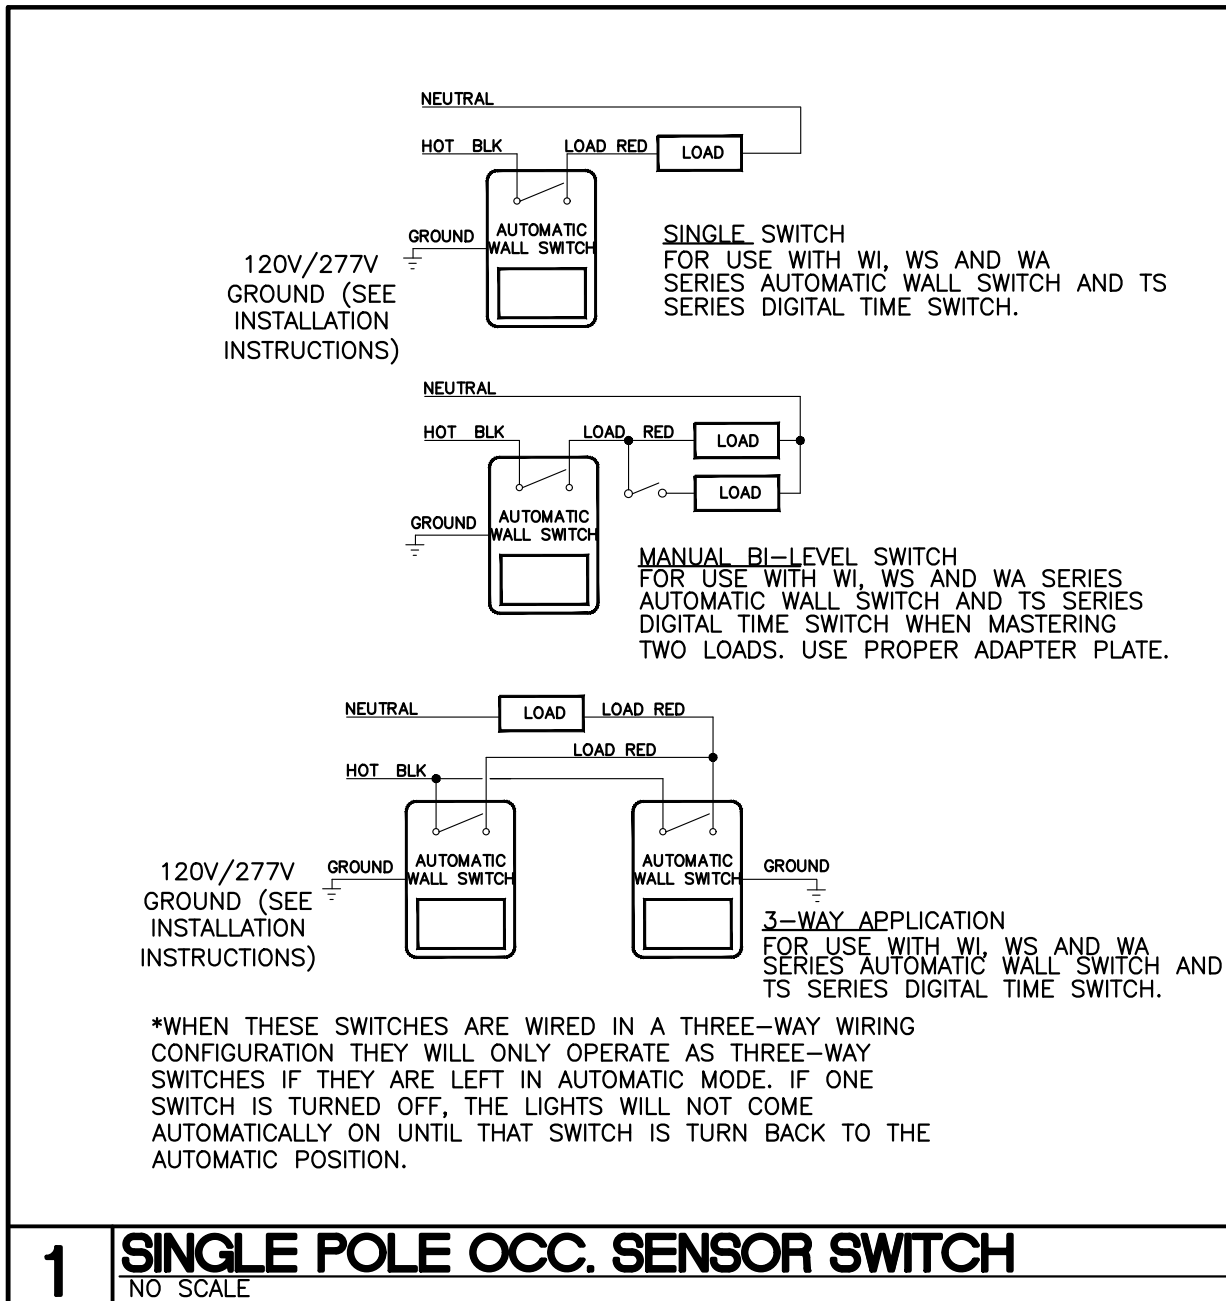 NEUTRAL
HOT BLK LOAD RED LOAD
GROUND AUTOMATIC
WALL SWITCH
120V/277V
GROUND (SEE
INSTALLATION
INSTRUCTIONS)
SINGLE SWITCH
FOR USE WITH WI, WS AND WA
SERIES AUTOMATIC WALL SWITCH AND TS
SERIES DIGITAL TIME SWITCH.
NEUTRAL
HOT BLK LOAD RED LOAD
LOAD
GROUND AUTOMATIC
WALL SWITCH
MANUAL BI-LEVEL SWITCH
FOR USE WITH WI, WS AND WA SERIES
AUTOMATIC WALL SWITCH AND TS SERIES
DIGITAL TIME SWITCH WHEN MASTERING
TWO LOADS. USE PROPER ADAPTER PLATE.
NEUTRAL LOAD LOAD RED
LOAD RED
HOT BLK
120V/277V
GROUND (SEE
INSTALLATION
INSTRUCTIONS)
GROUND AUTOMATIC
WALL SWITCH
AUTOMATIC
WALL SWITCH
GROUND
3-WAY APPLICATION
FOR USE WITH WI, WS AND WA
SERIES AUTOMATIC WALL SWITCH AND
TS SERIES DIGITAL TIME SWITCH.
*WHEN THESE SWITCHES ARE WIRED IN A THREE-WAY WIRING
CONFIGURATION THEY WILL ONLY OPERATE AS THREE-WAY
SWITCHES IF THEY ARE LEFT IN AUTOMATIC MODE. IF ONE
SWITCH IS TURNED OFF, THE LIGHTS WILL NOT COME
AUTOMATICALLY ON UNTIL THAT SWITCH IS TURN BACK TO THE
AUTOMATIC POSITION.
1 SINGLE POLE OCC. SENSOR SWITCH
NO SCALE